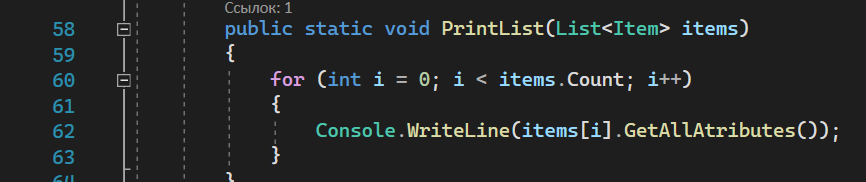 Ссылок: 1
58 public static void PrintList(List<Item> items)
59 {
60 for (int i = 0; i < items.Count; i++)
61 {
62 Console.WriteLine(items[i].GetAllAtributes());
63 }
64 }